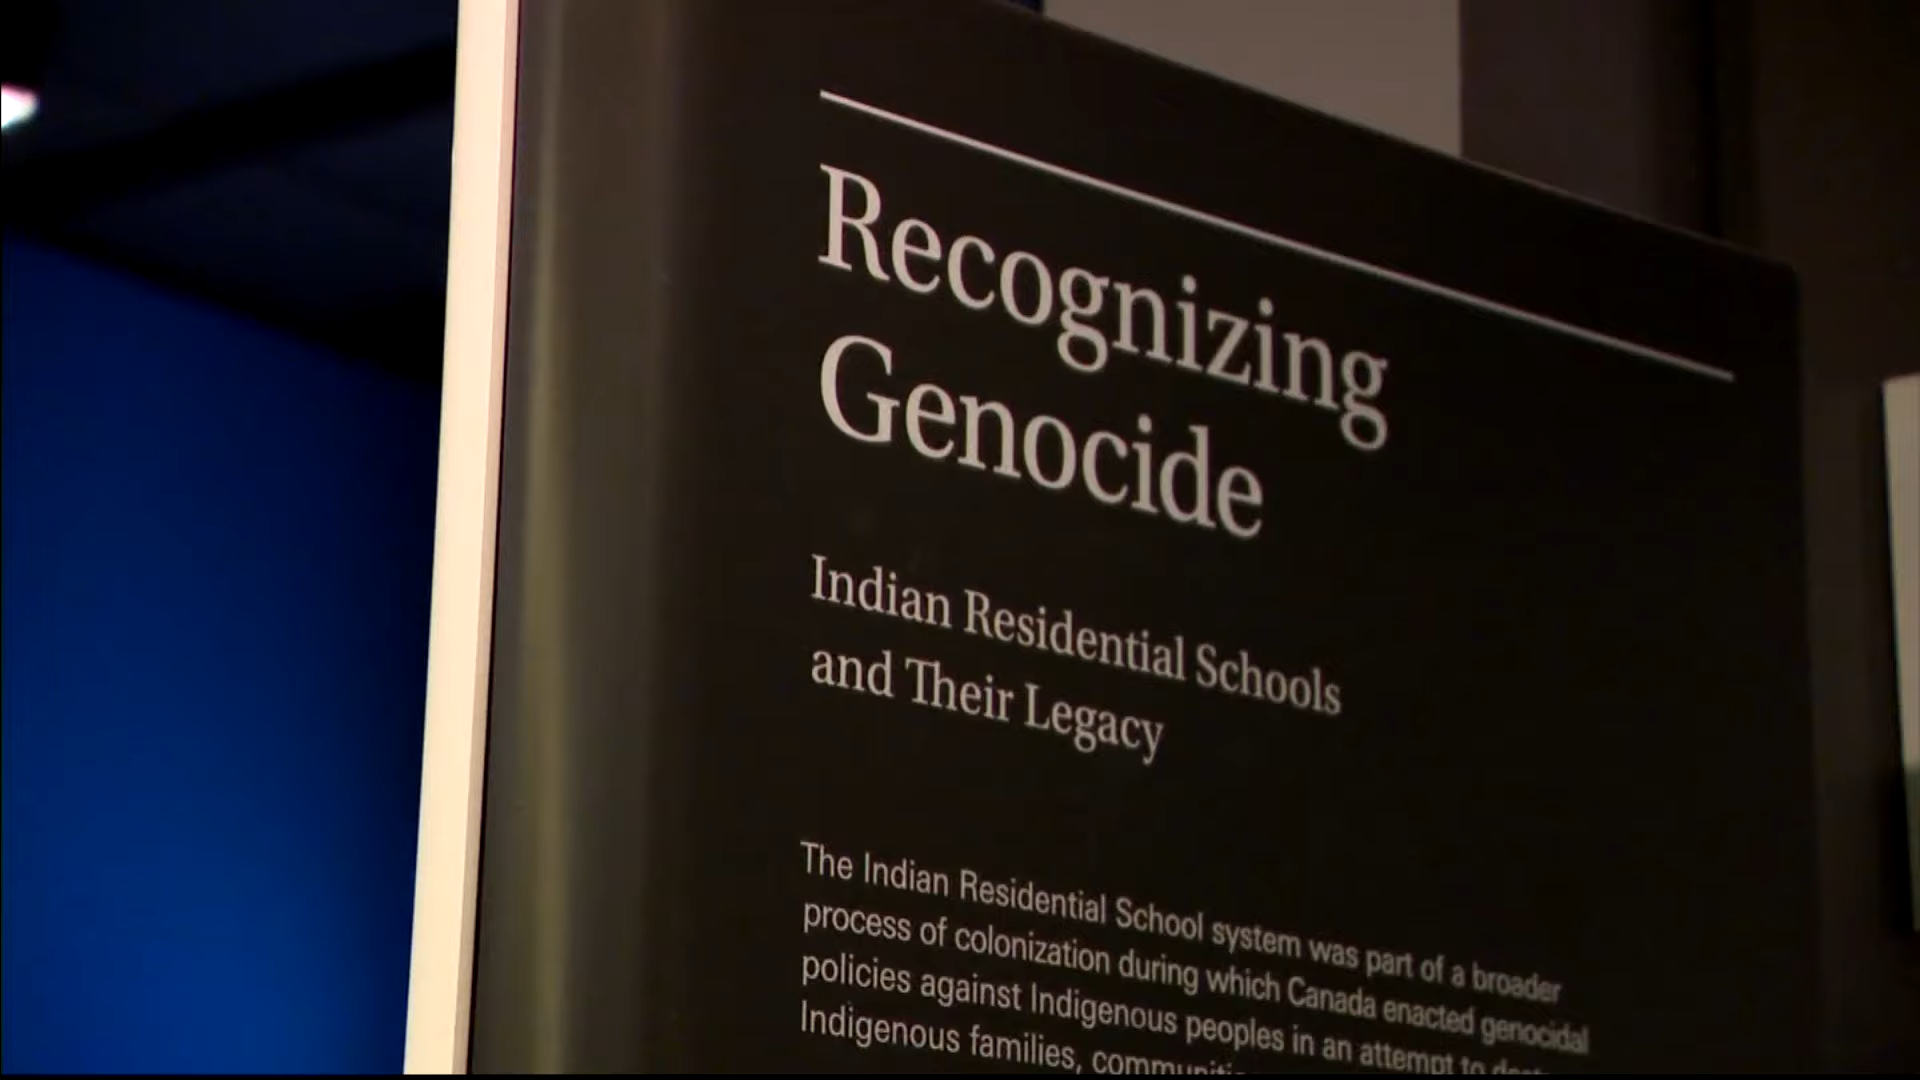 Recognizing
Genocide
Indian Residential Schools
and Their Legacy
The Indian Residential School system was part of a broader
process of colonization during which Canada enacted genocidal
policies against Indigenous peoples in an attempt to
Indigenous families,